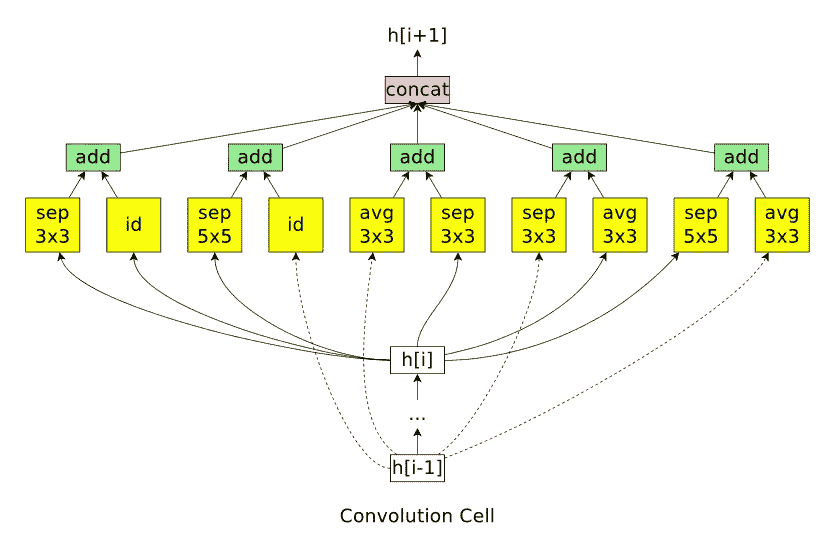 h[i+1]
concat
add
add
add
add
add
sep
3x3
id
sep
5x5
id
avg
3x3
sep
3x3
sep
3x3
avg
3x3
sep
5x5
avg
3x3
h[i]
...
h[i-1]
Convolution Cell